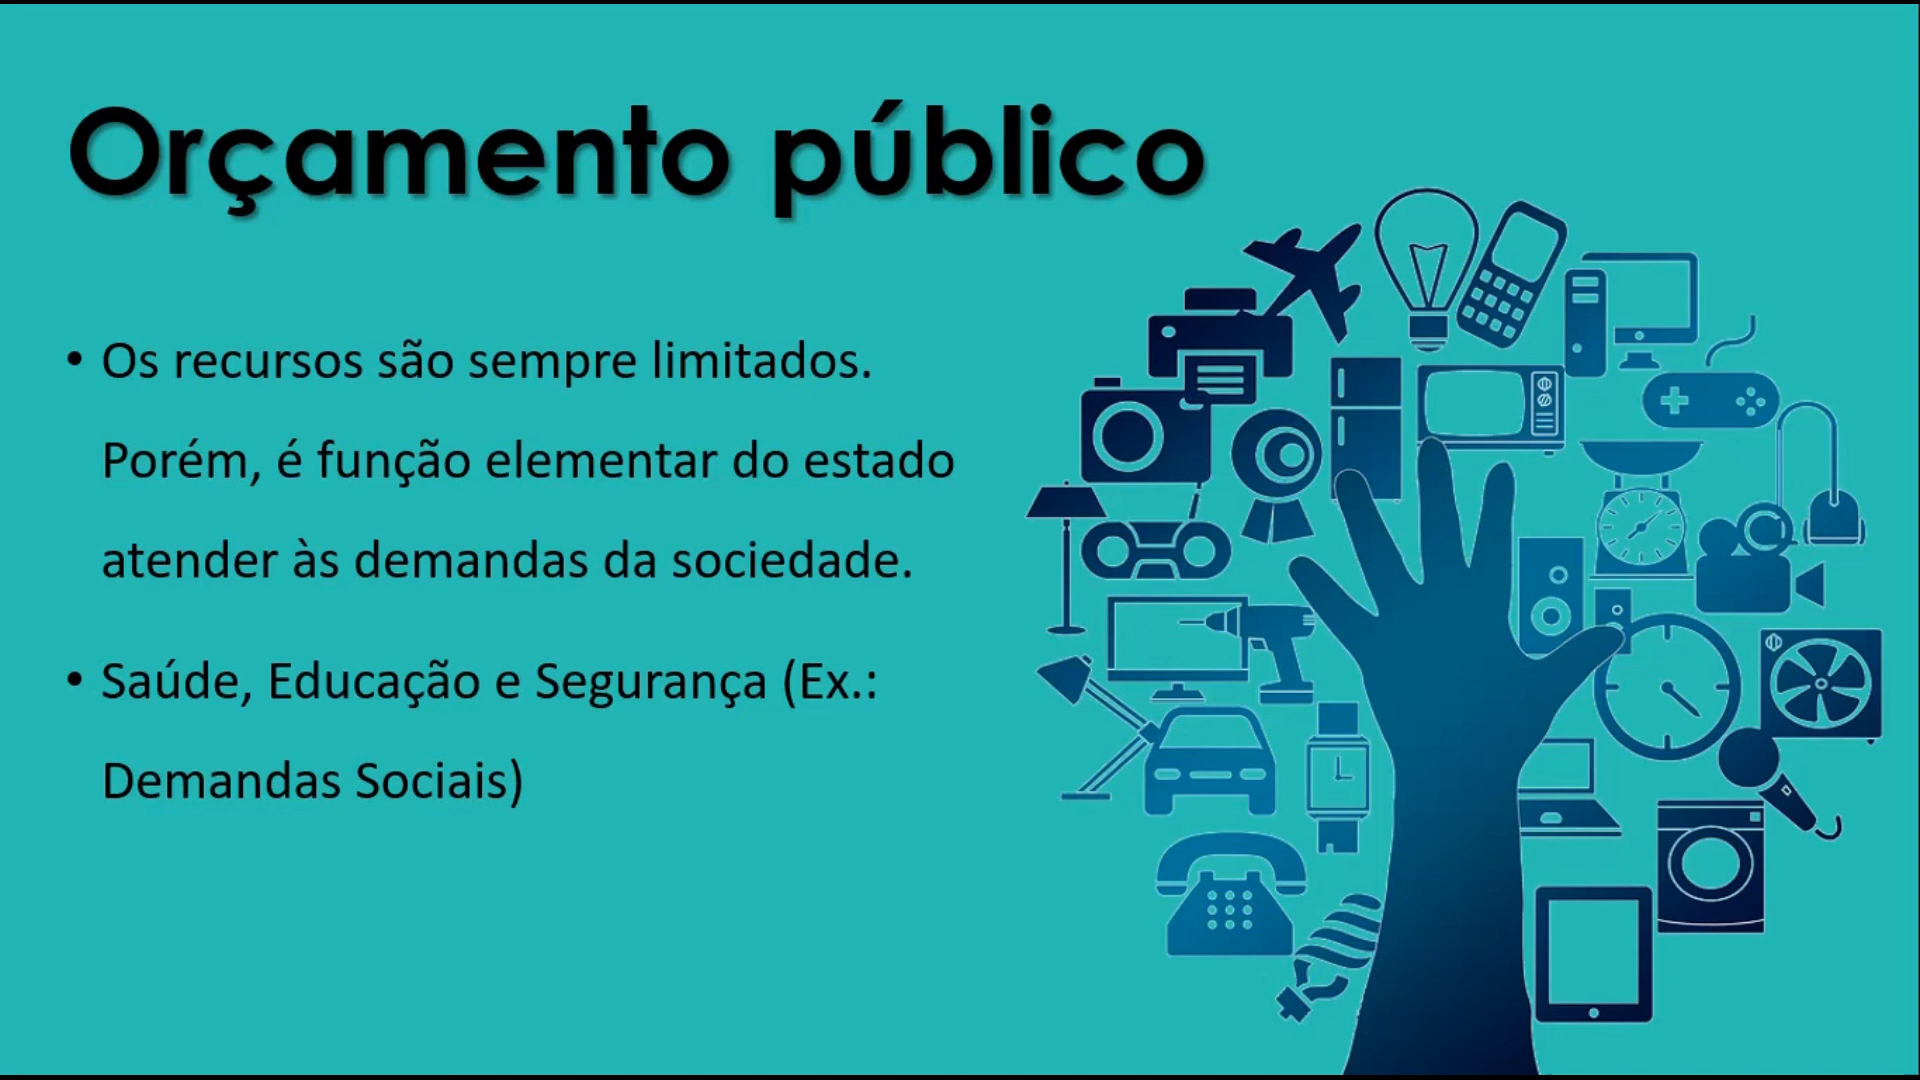 Orçamento público
• Os recursos são sempre limitados.
Porém, é função elementar do estado
atender às demandas da sociedade.
• Saúde, Educação e Segurança (Ex.:
Demandas Sociais)